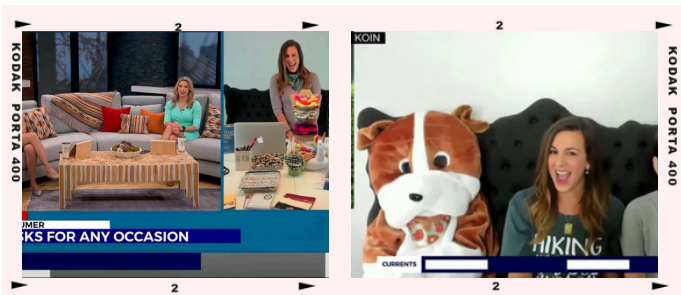 2
2
KODAK PORTA 400
KOIN
KODAK PORTA 400
UMER
SKS FOR ANY OCCASION
HIKING
CURRENTS
2
2